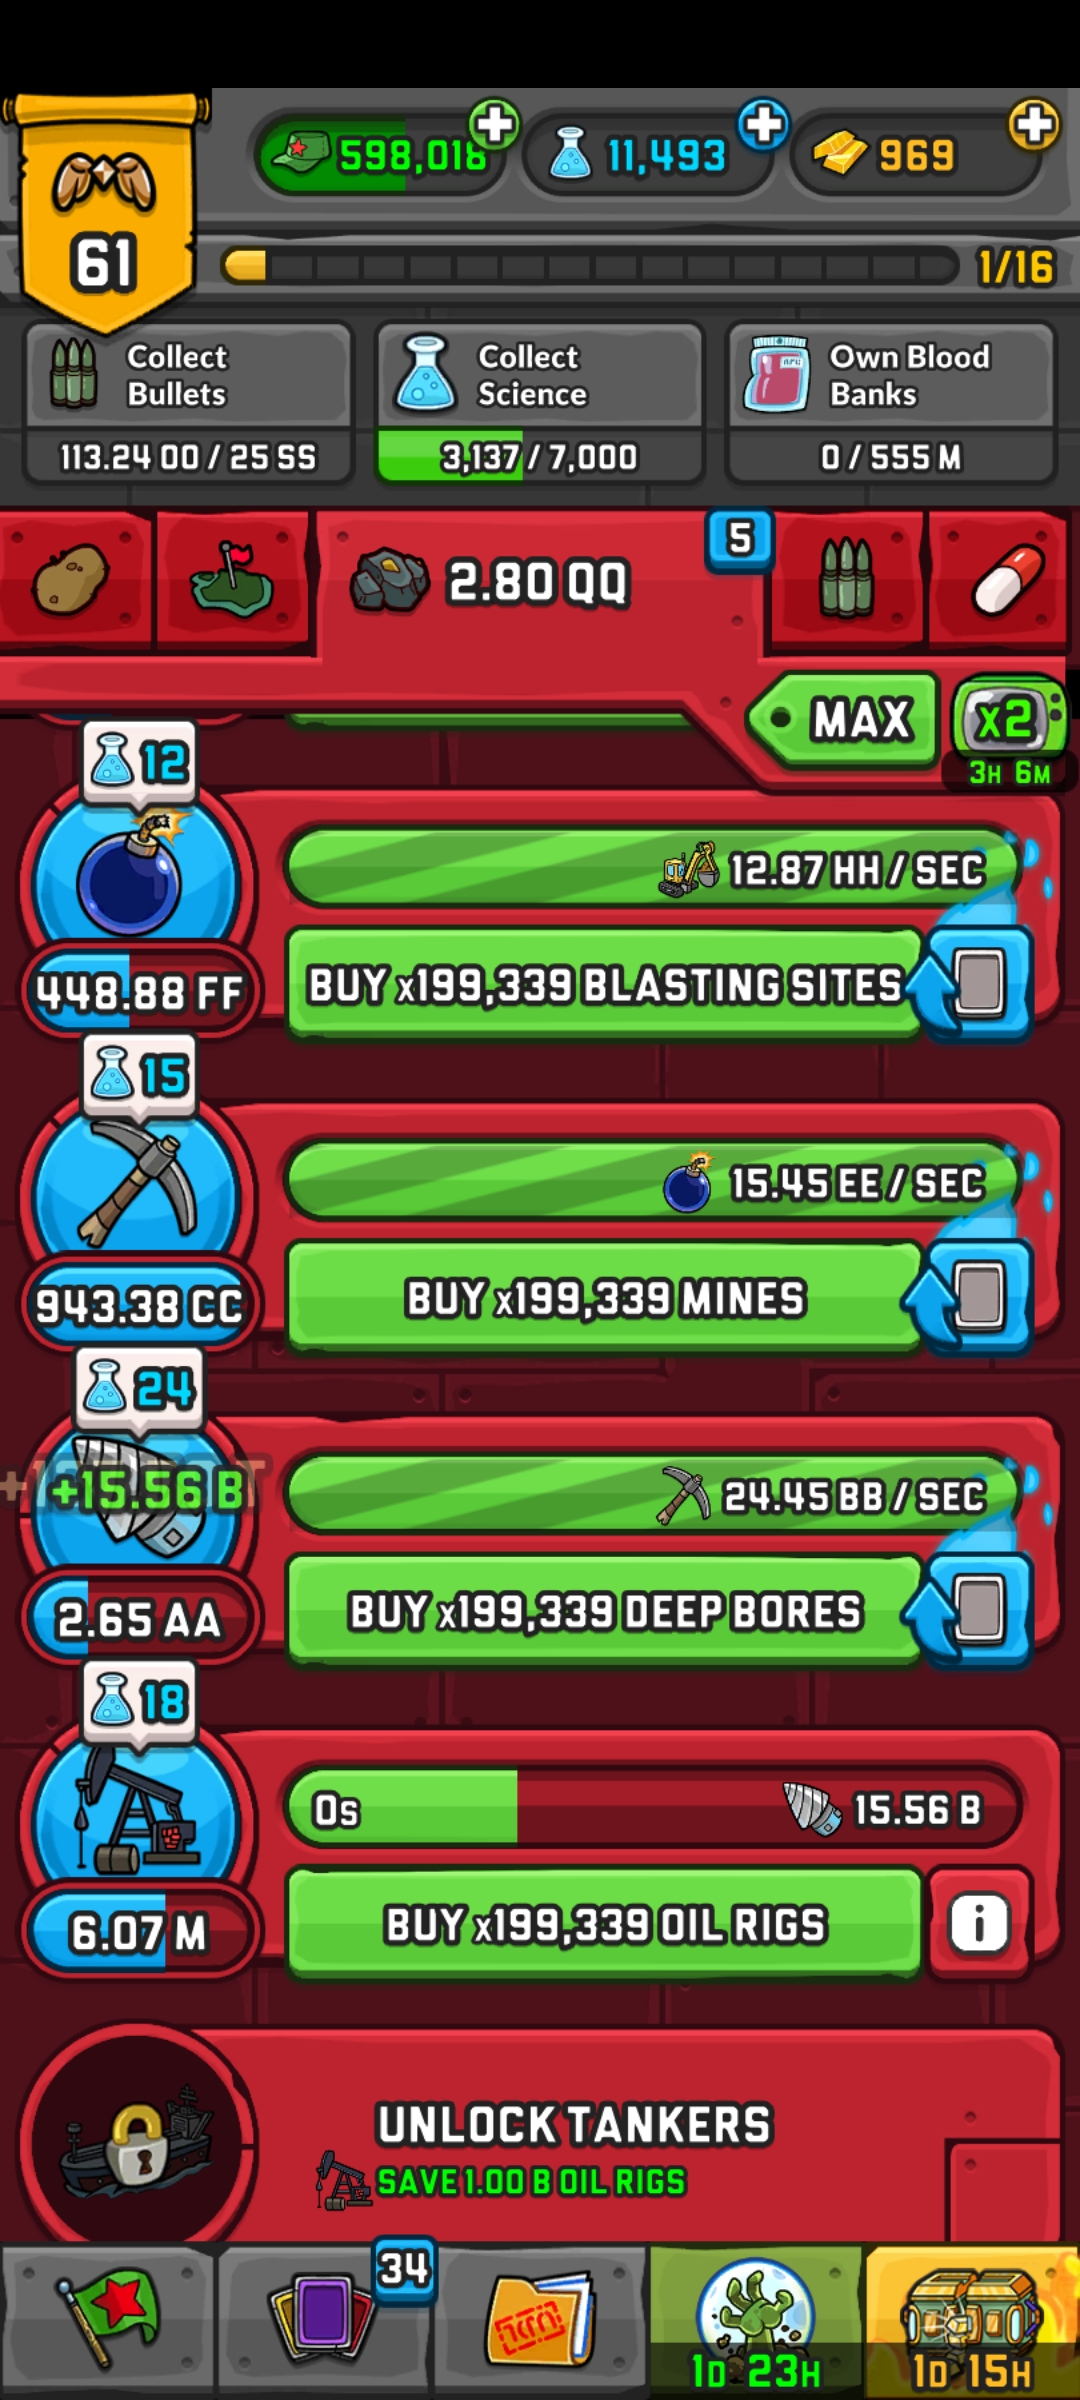 598,018
11,493
969
61
1/16
Collect
Bullets
Collect
Science
Own Blood
Banks
113.24 OO / 25 SS
3,137 / 7,000
0 / 555 M
5
2.80 QQ
MAX
x2
3H 6M
12
12.87 HH / SEC
448.88 FF
BUY x199,339 BLASTING SITES
15
15.45 EE / SEC
943.38 CC
BUY x199,339 MINES
24
+15.56 B
24.45 BB / SEC
2.65 AA
BUY x199,339 DEEP BORES
18
0s
15.56 B
6.07 M
BUY x199,339 OIL RIGS
i
UNLOCK TANKERS
SAVE 1.00 B OIL RIGS
34
1D 23H
1D 15H